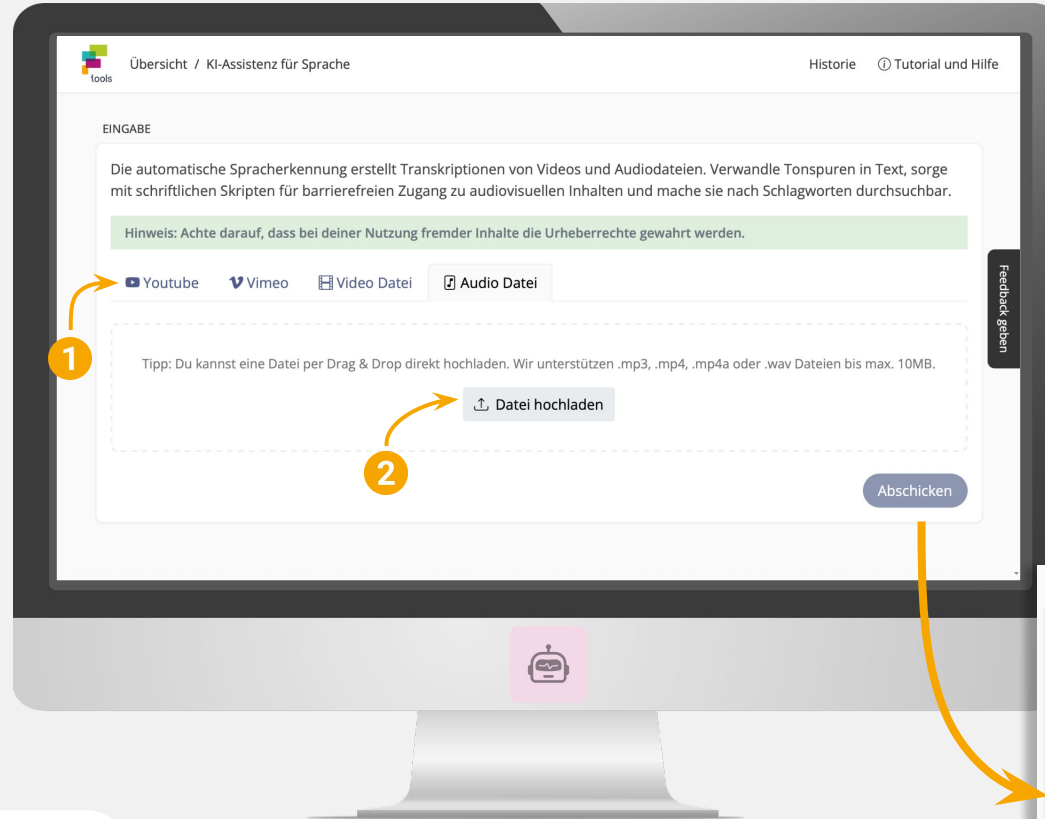 tools
Übersicht / KI-Assistenz für Sprache
Historie
Tutorial und Hilfe
EINGABE
Die automatische Spracherkennung erstellt Transkriptionen von Videos und Audiodateien. Verwandle Tonspuren in Text, sorge
mit schriftlichen Skripten für barrierefreien Zugang zu audiovisuellen Inhalten und mache sie nach Schlagworten durchsuchbar.
Hinweis: Achte darauf, dass bei deiner Nutzung fremder Inhalte die Urheberrechte gewahrt werden.
Youtube
Vimeo
Video Datei
Audio Datei
Feedback geben
1
Tipp: Du kannst eine Datei per Drag & Drop direkt hochladen. Wir unterstützen .mp3, .mp4, .mp4a oder .wav Dateien bis max. 10MB.
Datei hochladen
2
Abschicken